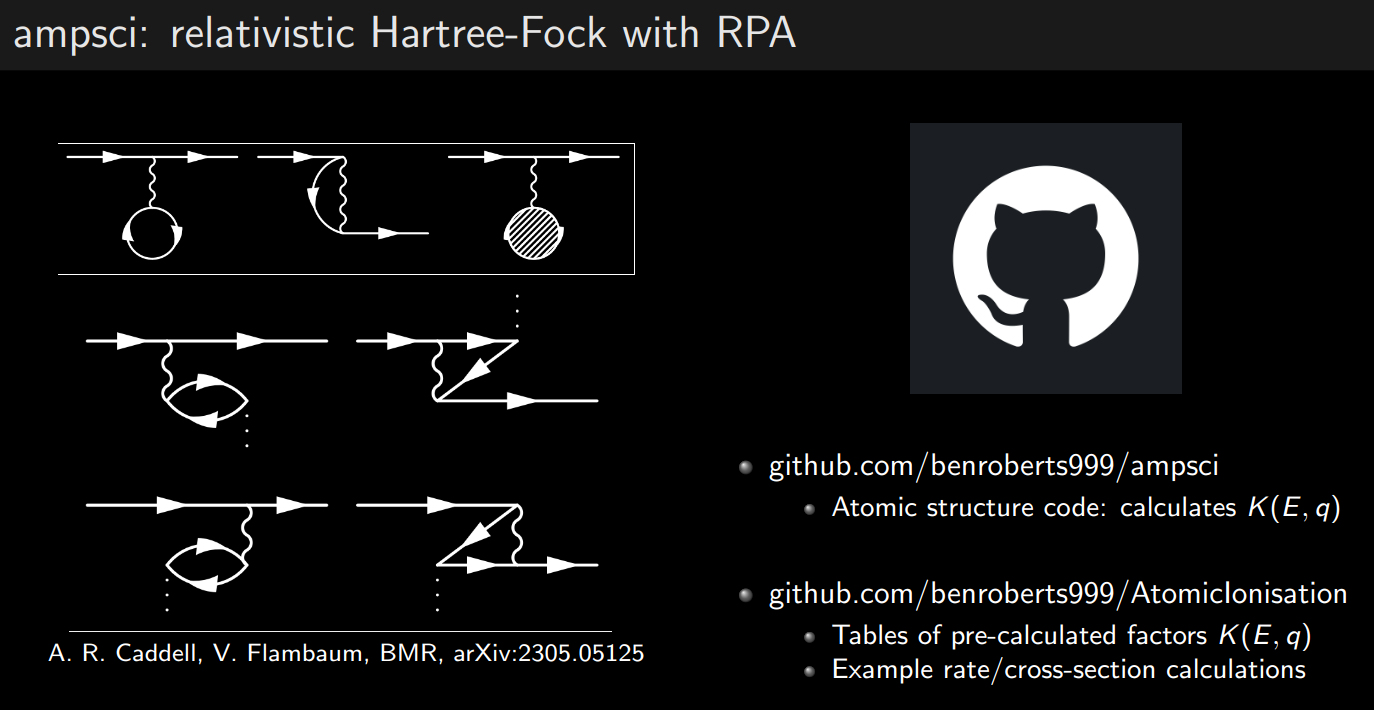 ampsci: relativistic Hartree-Fock with RPA
github.com/benroberts999/ampsci
Atomic structure code: calculates K(E, q)
github.com/benroberts999/AtomicIonisation
Tables of pre-calculated factors K(E, q)
Example rate/cross-section calculations
A. R. Caddell, V. Flambaum, BMR, arXiv:2305.05125